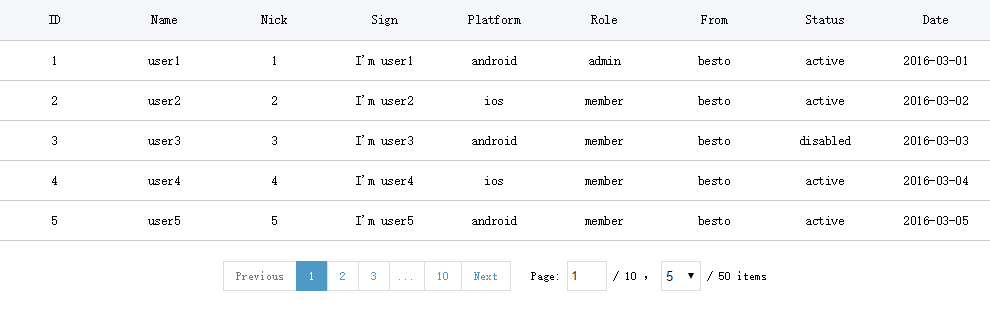 ID Name Nick Sign Platform Role From Status Date
1 user1 1 I'm user1 android admin besto active 2016-03-01
2 user2 2 I'm user2 ios member besto active 2016-03-02
3 user3 3 I'm user3 android member besto disabled 2016-03-03
4 user4 4 I'm user4 ios member besto active 2016-03-04
5 user5 5 I'm user5 android member besto active 2016-03-05
Previous 1 2 3 ... 10 Next Page: 1 / 10 , 5 ▼ / 50 items